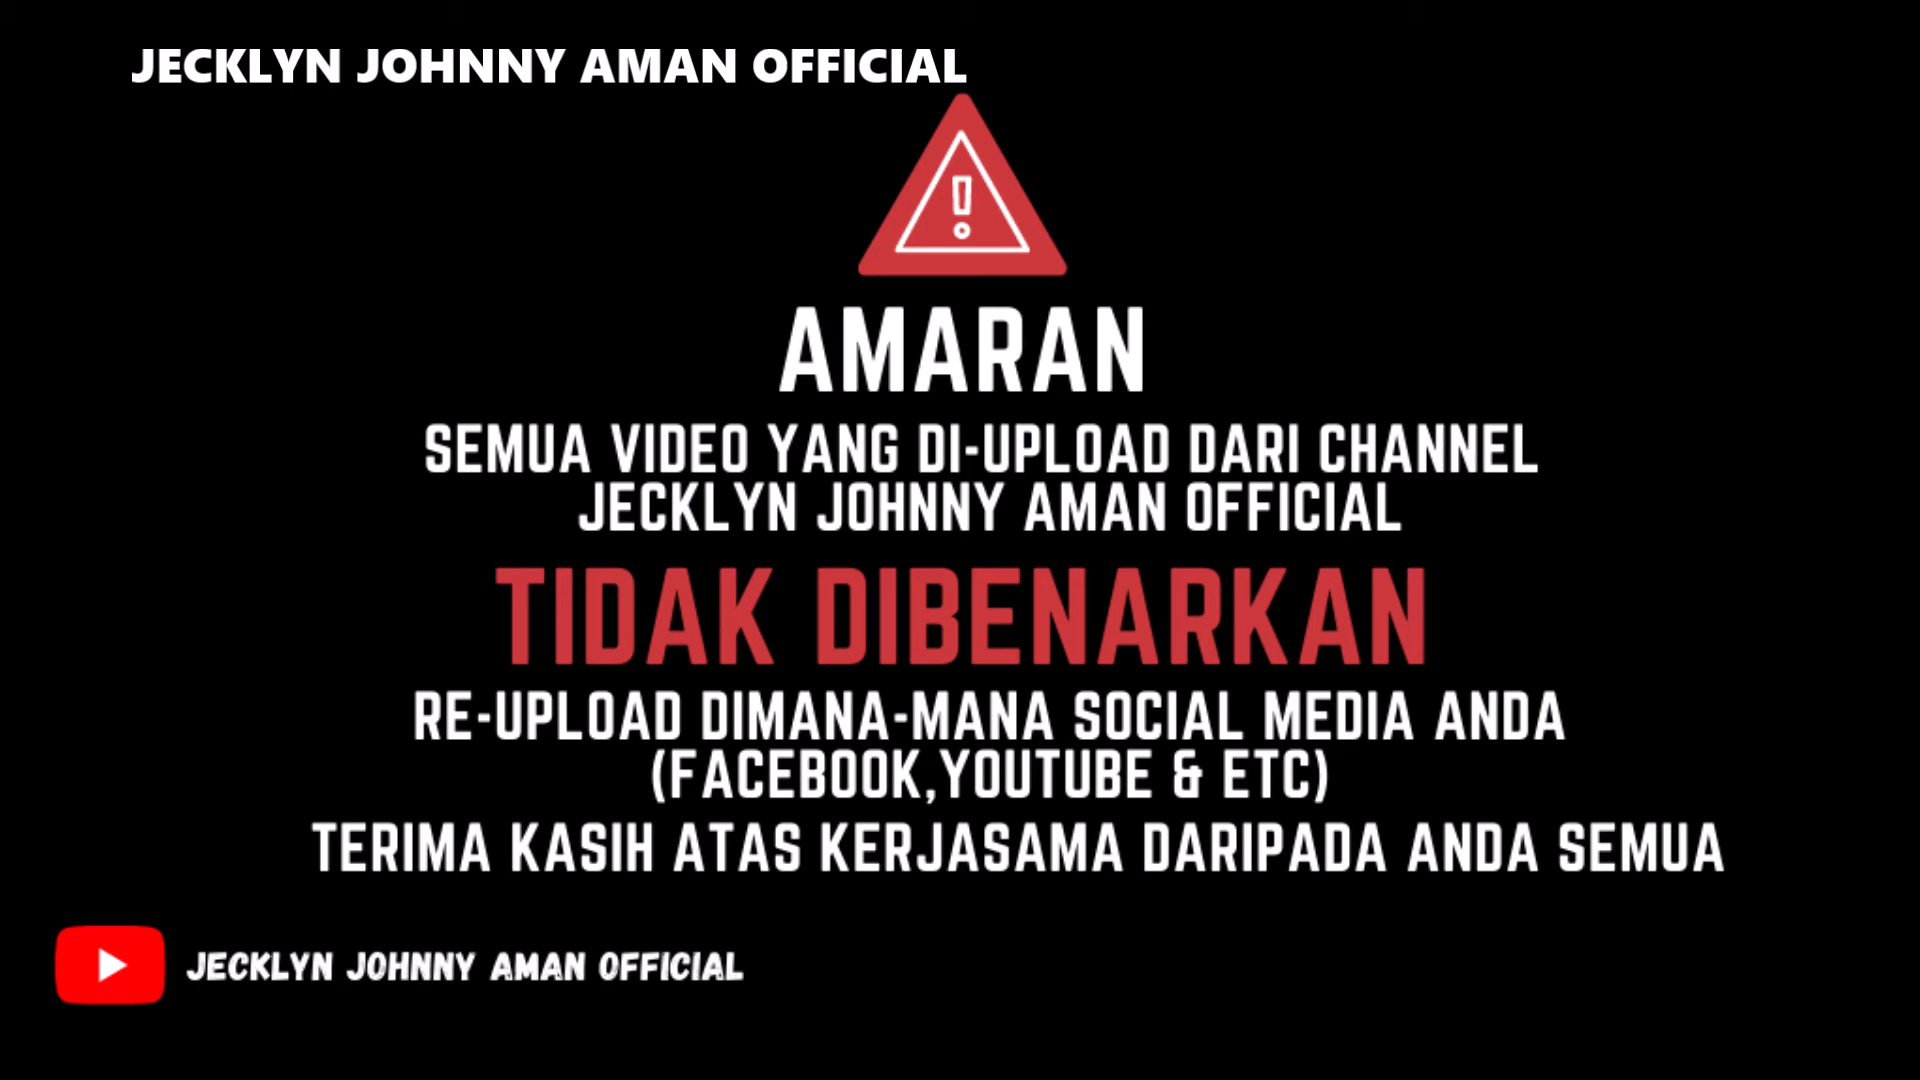 JECKLYN JOHNNY AMAN OFFICIAL
AMARAN
SEMUA VIDEO YANG DI-UPLOAD DARI CHANNEL
JECKLYN JOHNNY AMAN OFFICIAL
TIDAK DIBENARKAN
RE-UPLOAD DIMANA-MANA SOCIAL MEDIA ANDA
(FACEBOOK,YOUTUBE & ETC)
TERIMA KASIH ATAS KERJASAMA DARIPADA ANDA SEMUA
JECKLYN JOHNNY AMAN OFFICIAL